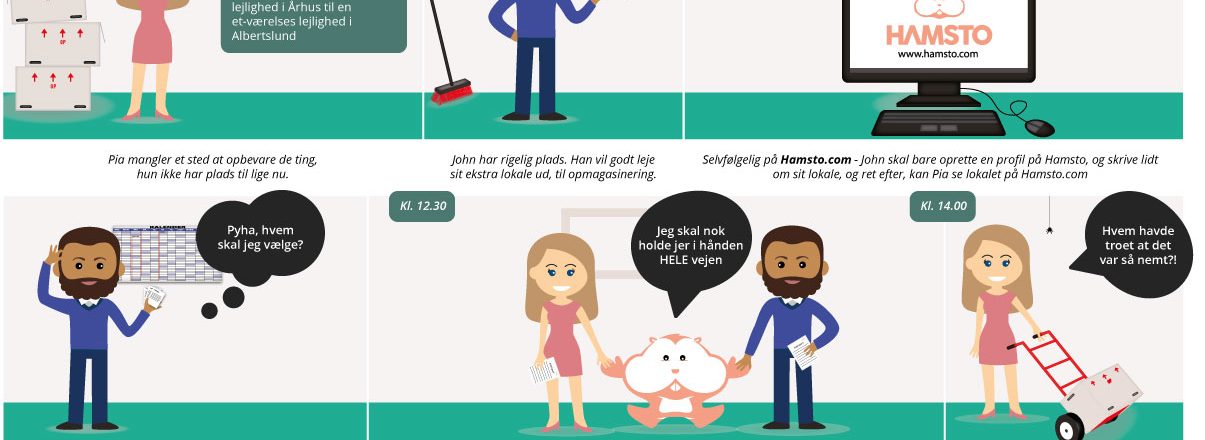 lejlighed i Århus til en
et-værelses lejlighed i
Albertslund
OP
OP
HAMSTO
www.hamsto.com
Pia mangler et sted at opbevare de ting,
hun ikke har plads til lige nu.
John har rigelig plads. Han vil godt leje
sit ekstra lokale ud, til opmagasinering.
Selvfølgelig på Hamsto.com - John skal bare oprette en profil på Hamsto, og skrive lidt
om sit lokale, og ret efter, kan Pia se lokalet på Hamsto.com
KALENDER
Pyha, hvem
skal jeg vælge?
Kl. 12.30
Jeg skal nok
holde jer i hånden
HELE vejen
Kl. 14.00
Hvem havde
troet at det
var så nemt?!